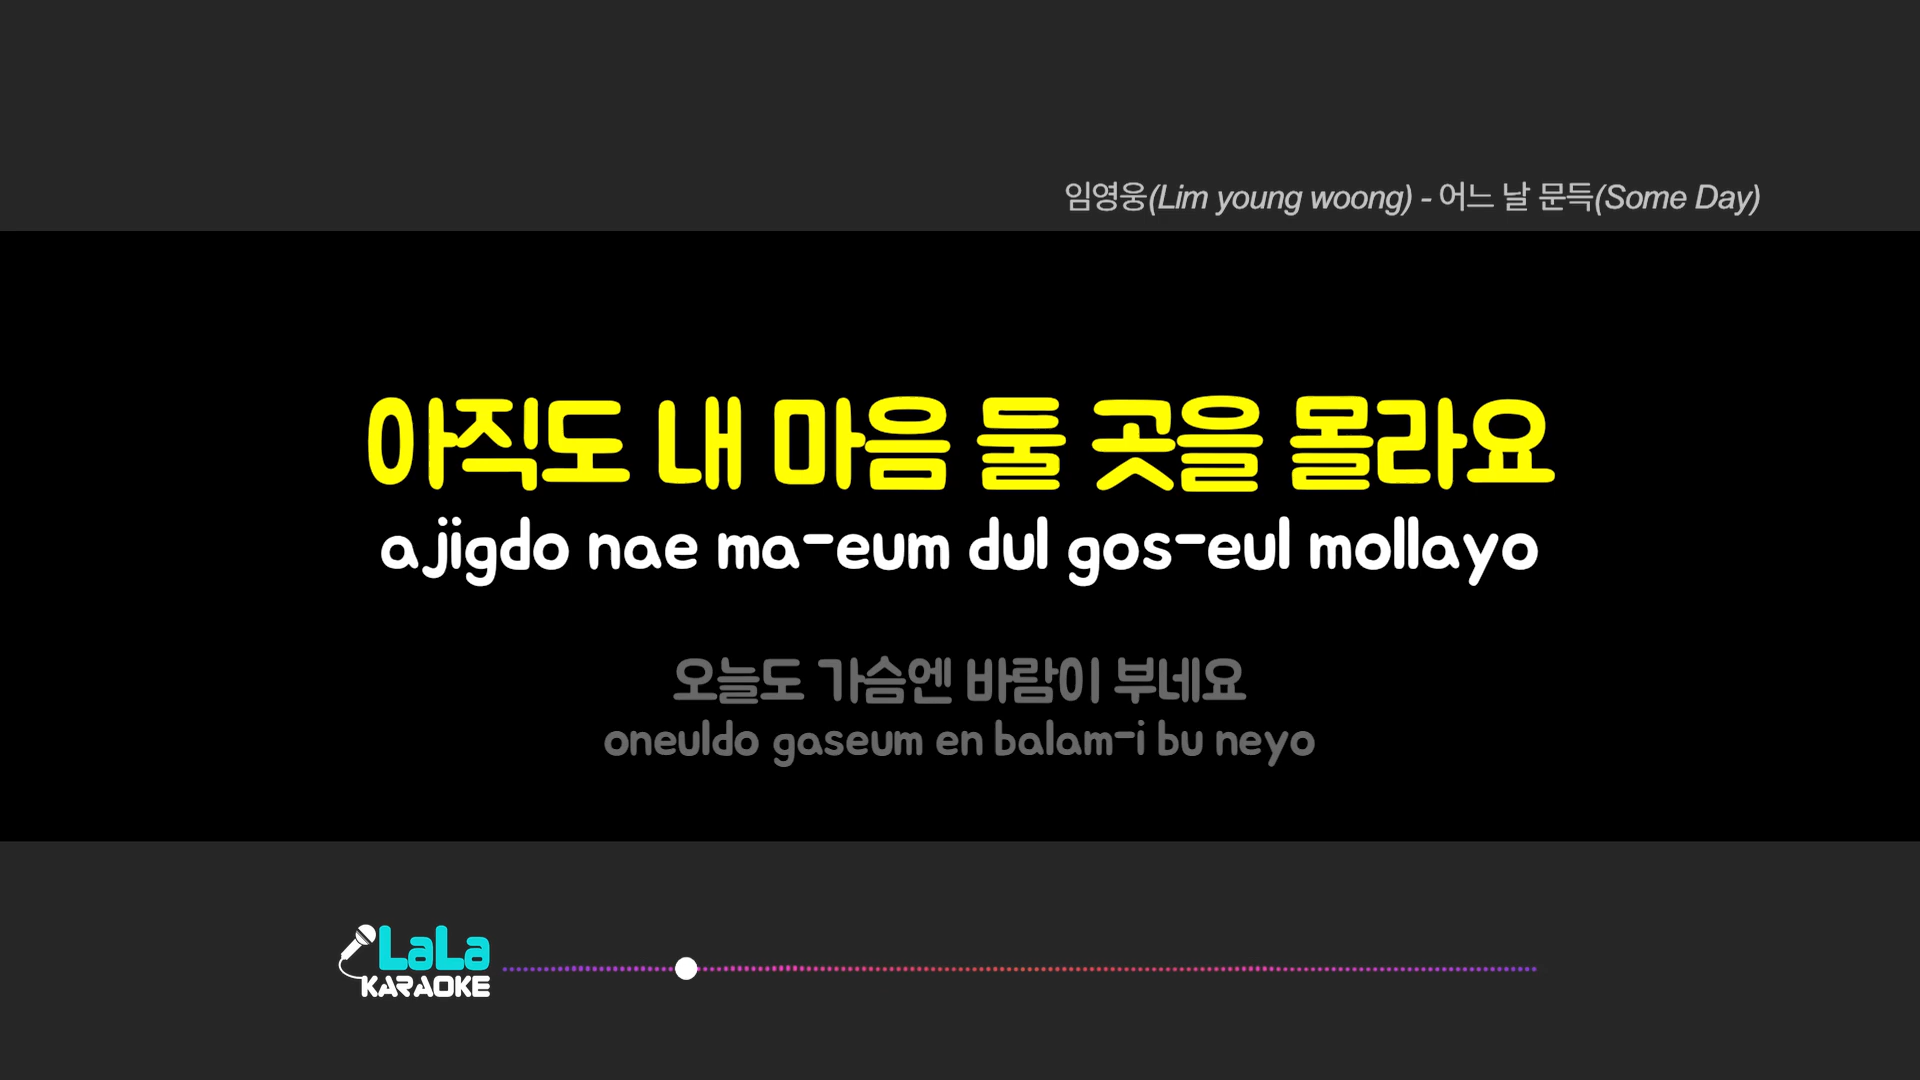 임영웅(Lim young woong) - 어느 날 문득(Some Day)
아직도 내 마음 둘 곳을 몰라요
ajigdo nae ma-eum dul gos-eul mollayo
오늘도 가슴엔 바람이 부네요
oneuldo gaseum en balam-i bu neyo
LaLa
KARAOKE